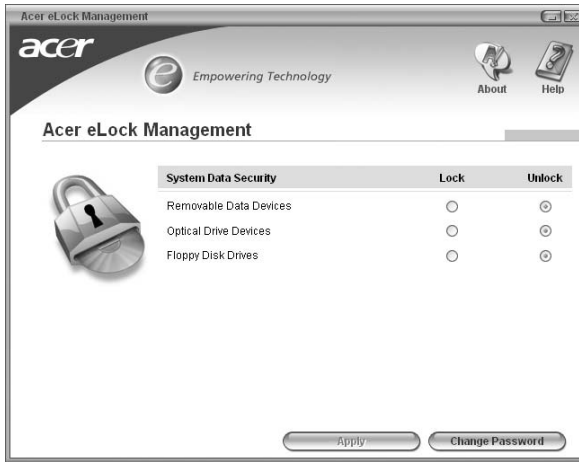 Acer eLock Management
acer
e Empowering Technology
About Help
Acer eLock Management
System Data Security Lock Unlock
Removable Data Devices
Optical Drive Devices
Floppy Disk Drives
Apply Change Password